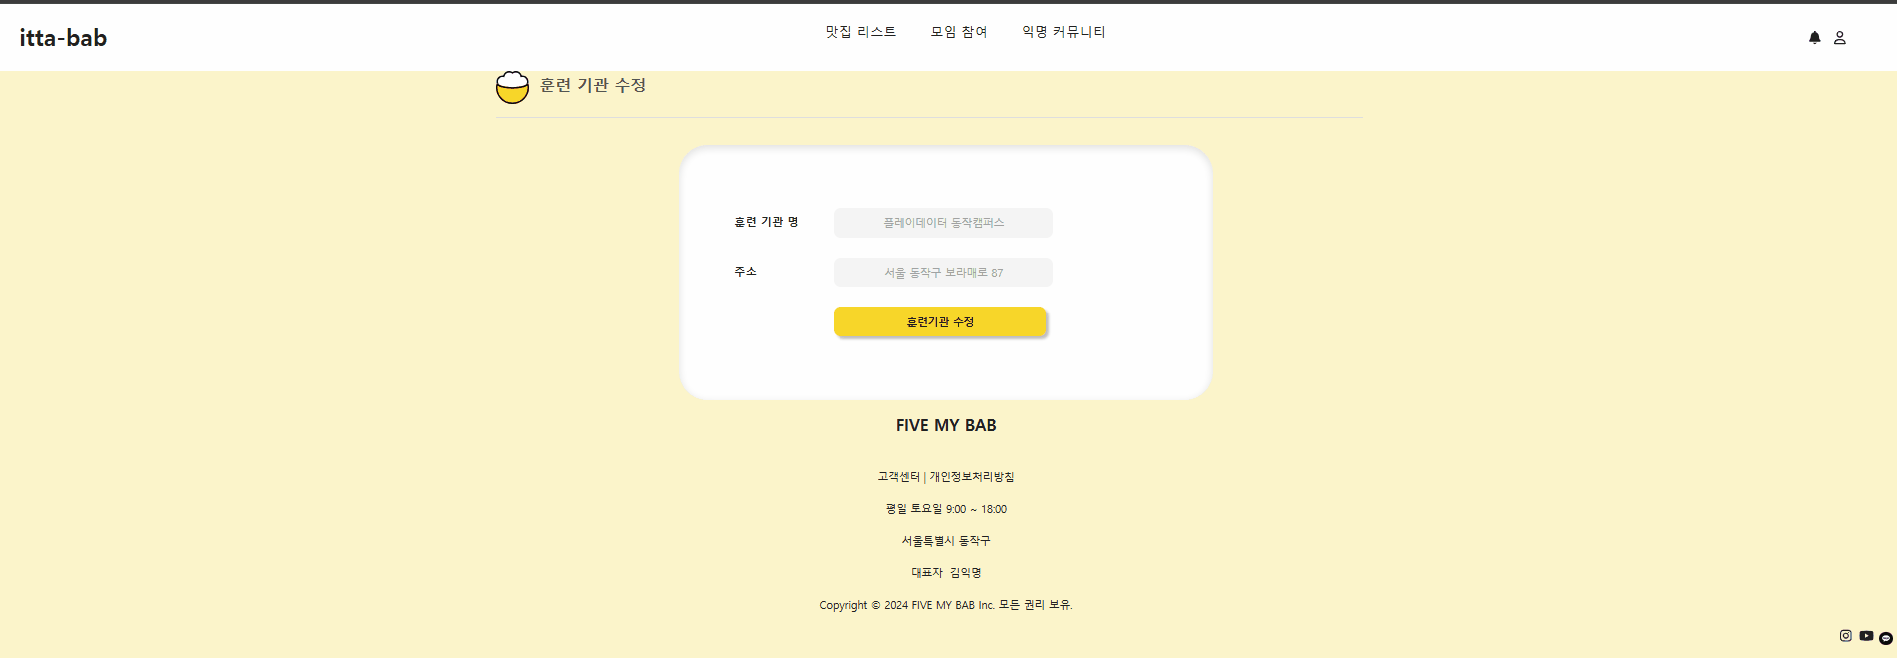 itta-bab
맛집 리스트 모임 참여 익명 커뮤니티
훈련 기관 수정
훈련 기관 명 플레이데이터 동작캠퍼스
주소 서울 동작구 보라매로 87
훈련기관 수정
FIVE MY BAB
고객센터 | 개인정보처리방침
평일 토요일 9:00 ~ 18:00
서울특별시 동작구
대표자 김익명
Copyright © 2024 FIVE MY BAB Inc. 모든 권리 보유.